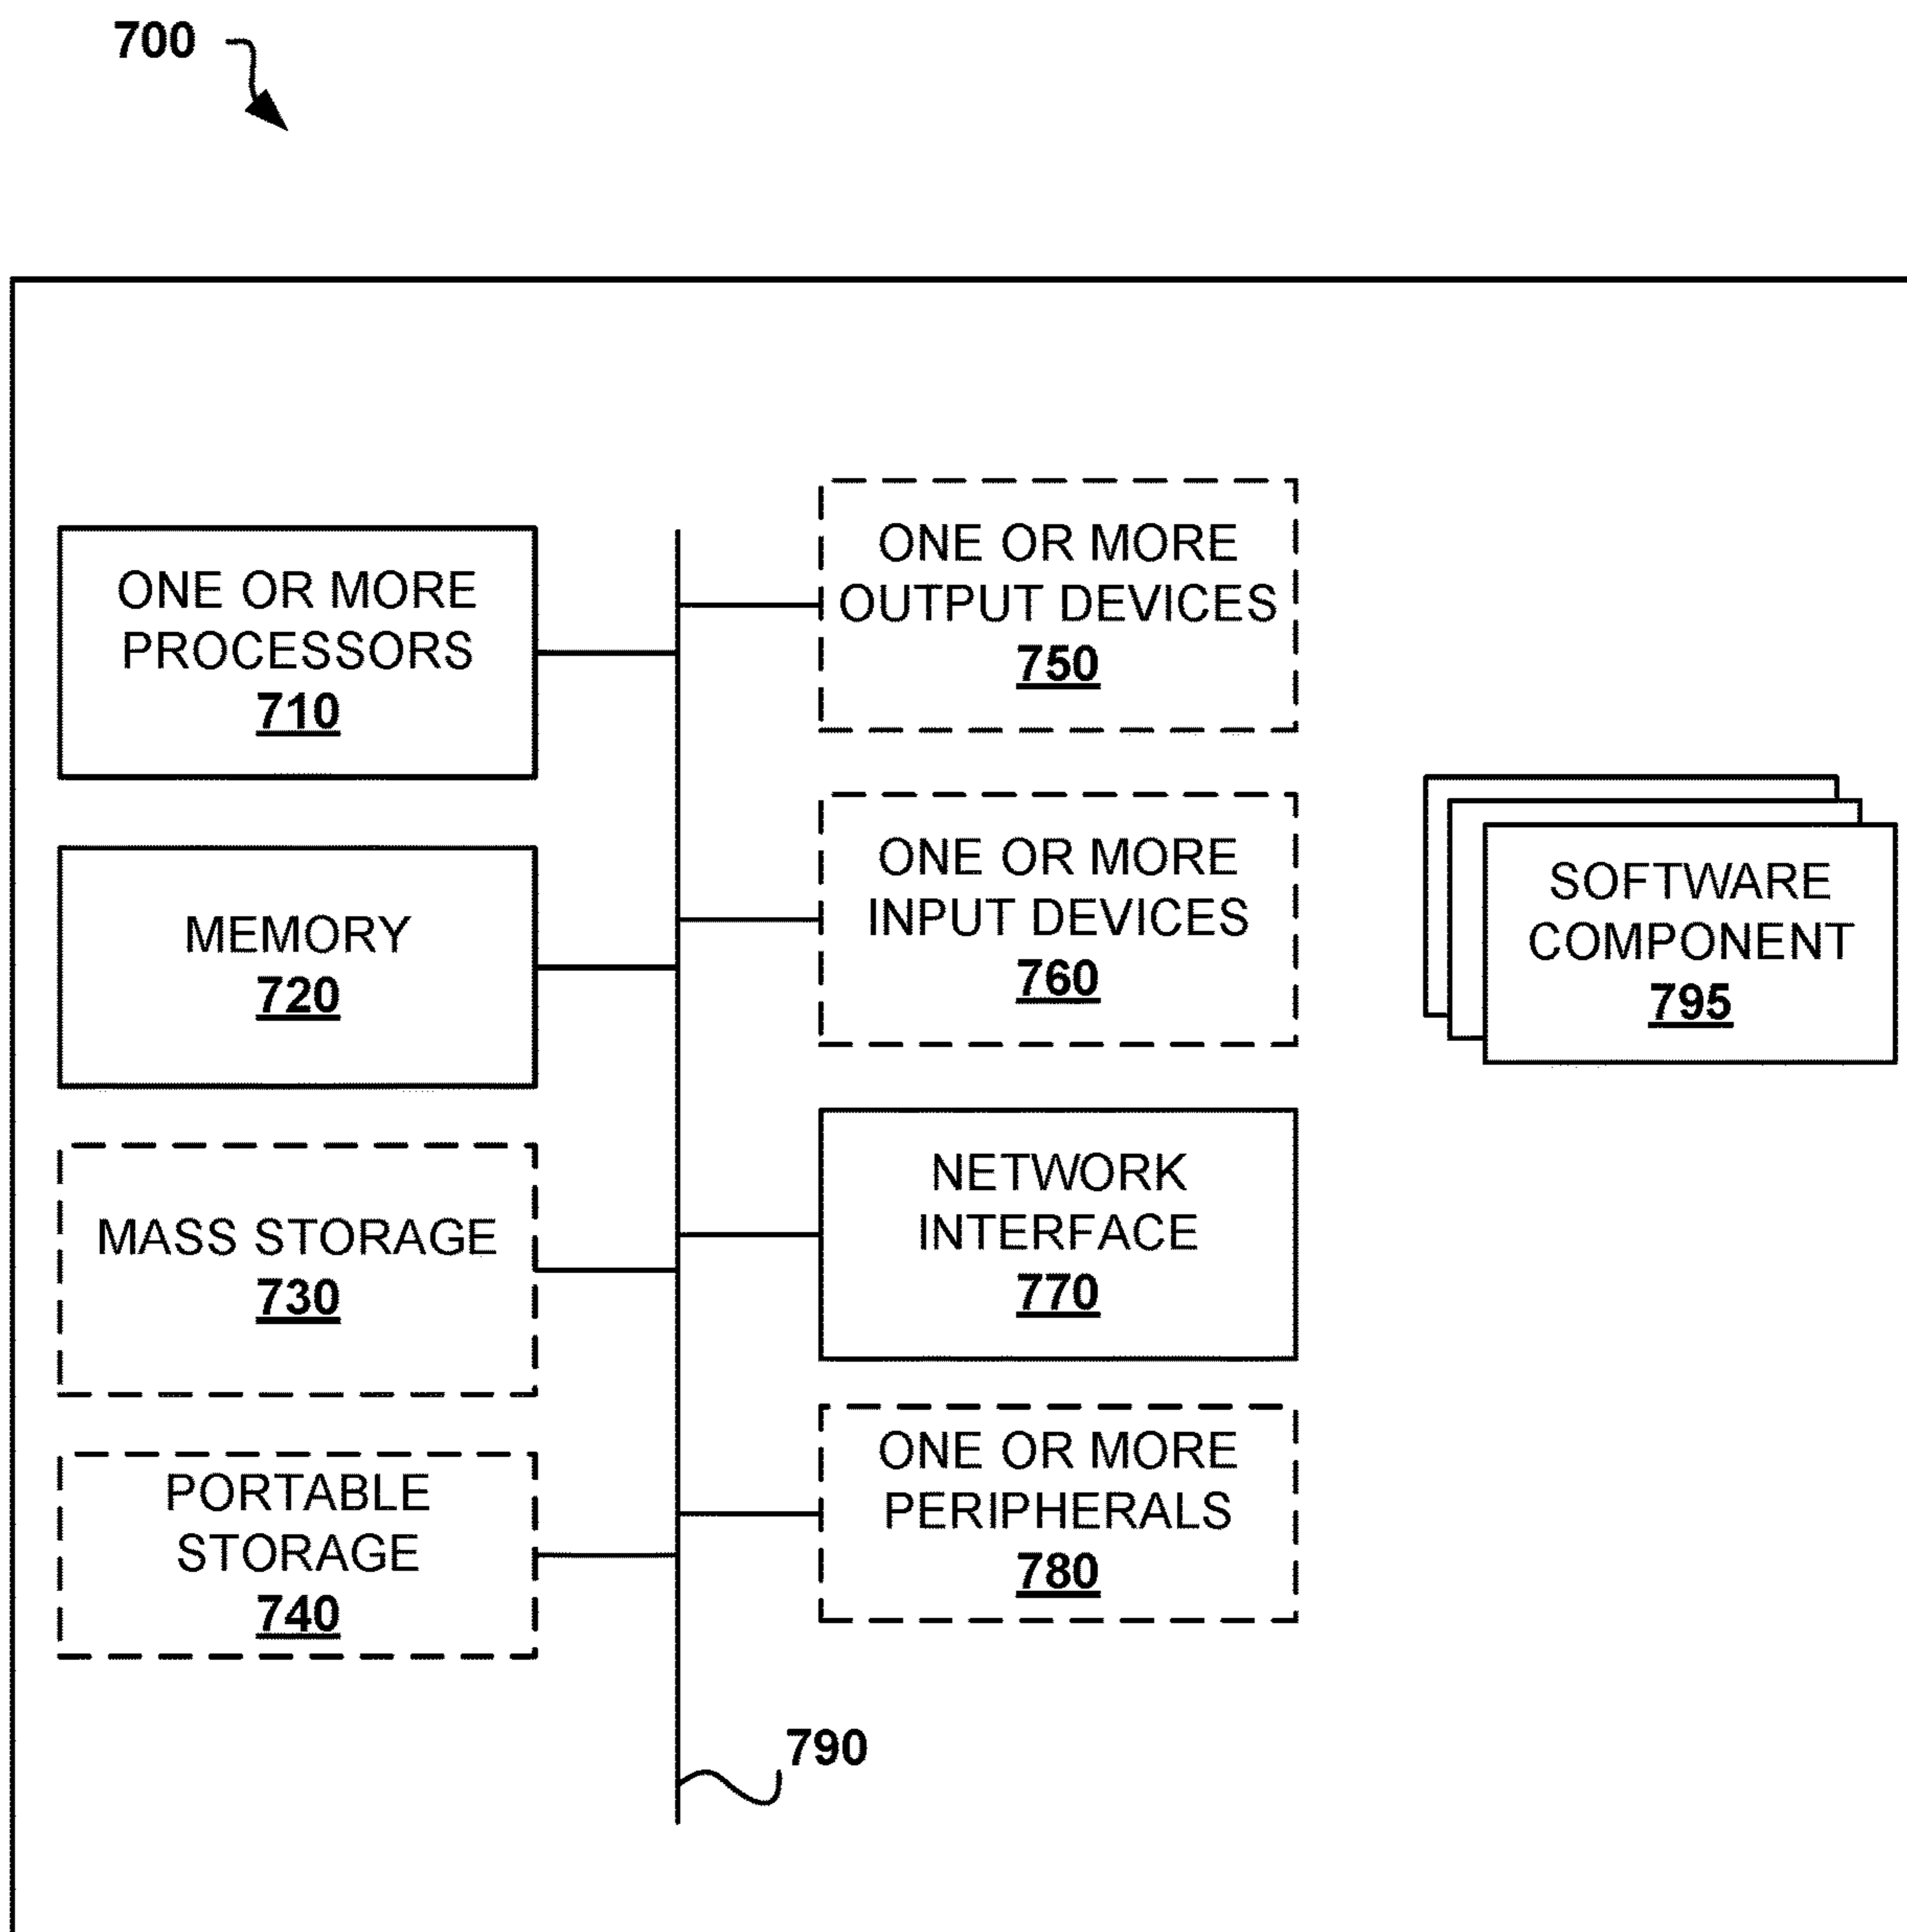 700
ONE OR MORE
PROCESSORS
710
MEMORY
720
MASS STORAGE
730
PORTABLE
STORAGE
740
ONE OR MORE
OUTPUT DEVICES
750
ONE OR MORE
INPUT DEVICES
760
NETWORK
INTERFACE
770
ONE OR MORE
PERIPHERALS
780
790
SOFTWARE
COMPONENT
795